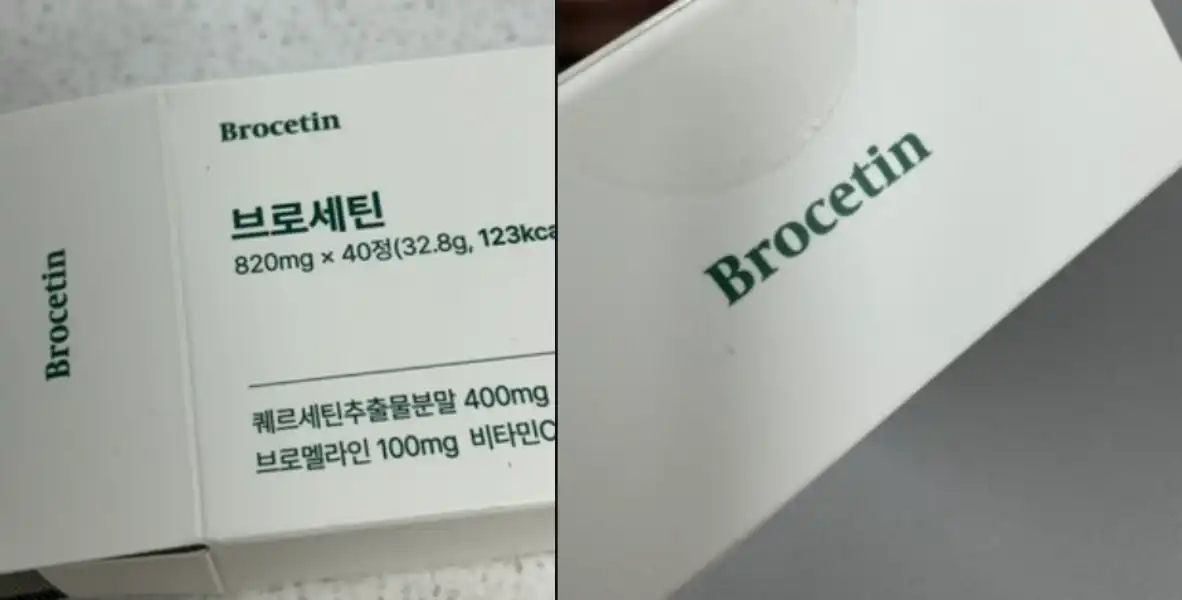 Brocetin
브로세틴
820mg × 40정(32.8g, 123kca
퀘르세틴추출물분말 400mg
브로멜라인 100mg 비타민C
Brocetin
Brocetin